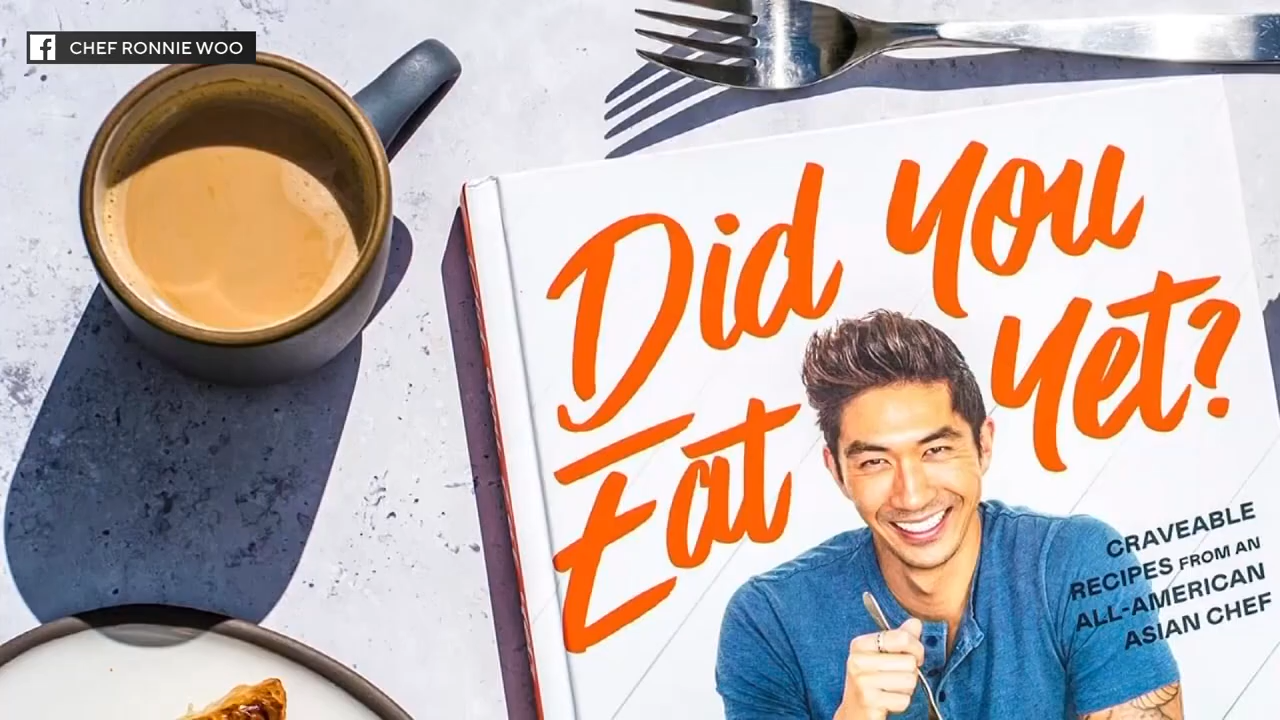 CHEF RONNIE WOO
Did You
Eat Yet?
CRAVEABLE
RECIPES FROM AN
ALL-AMERICAN
ASIAN CHEF